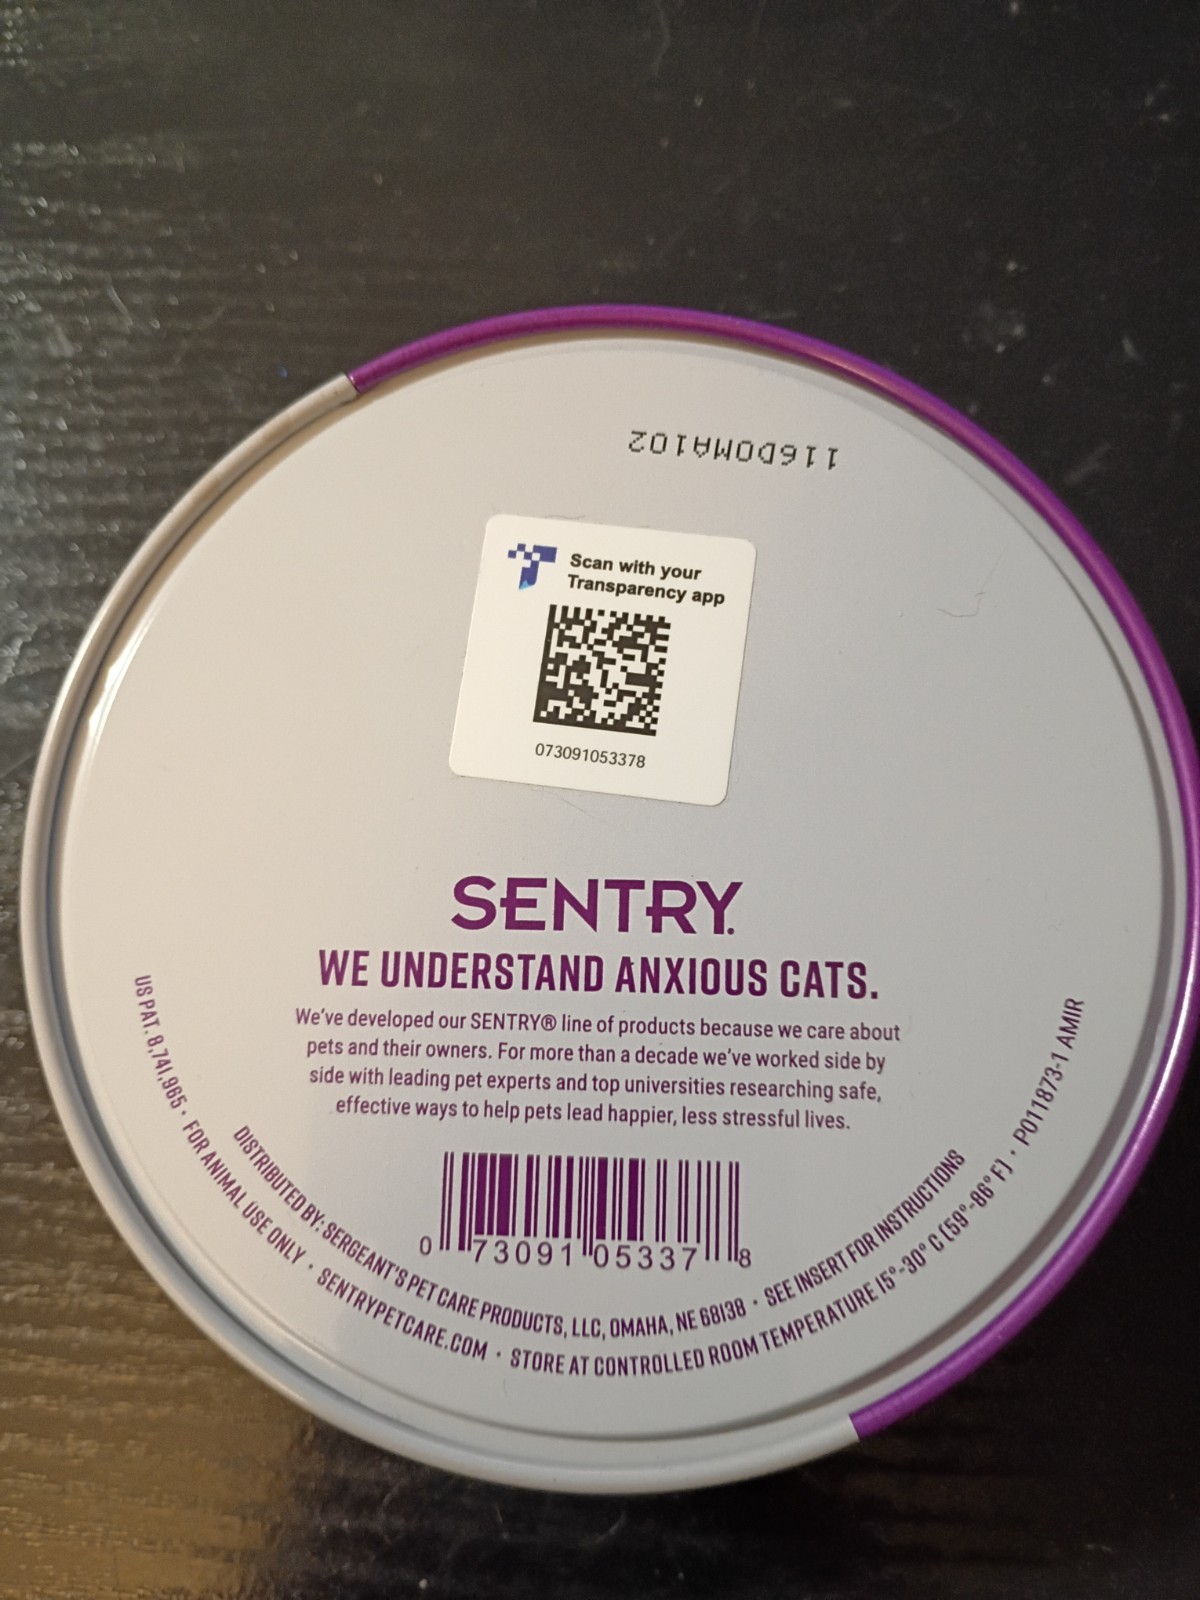 116DOMA102
Scan with your
Transparency app
073091053378
SENTRY.
WE UNDERSTAND ANXIOUS CATS.
We've developed our SENTRY® line of products because we care about
pets and their owners. For more than a decade we've worked side by
side with leading pet experts and top universities researching safe,
effective ways to help pets lead happier, less stressful lives.
0 73091 05337 8
DISTRIBUTED BY: SERGEANT'S PET CARE PRODUCTS, LLC, OMAHA, NE 68138 • SEE INSERT FOR INSTRUCTIONS
US PAT. 8,741,965 • FOR ANIMAL USE ONLY • SENTRYPETCARE.COM • STORE AT CONTROLLED ROOM TEMPERATURE 15°-30° C (59°-86° F) • P011873-1 AMIR